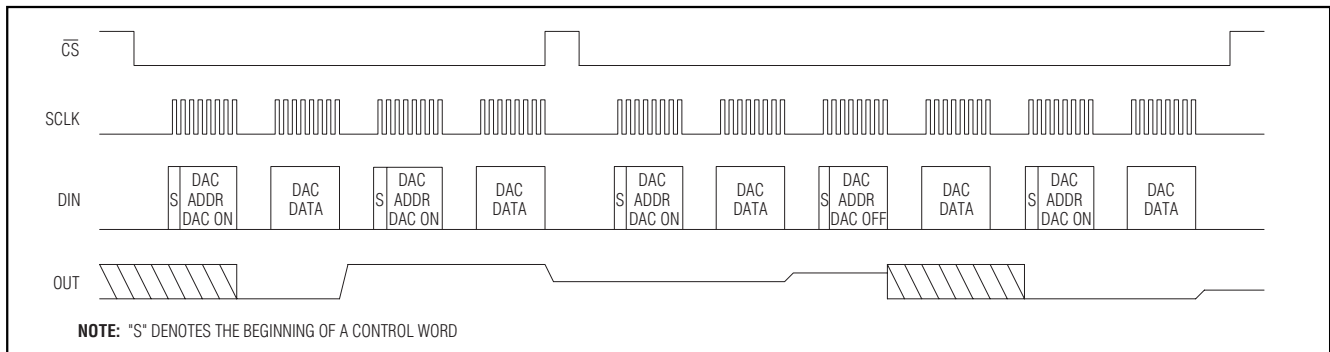 C̅S̅
SCLK
DIN
S
DAC
ADDR
DAC ON
DAC
DATA
S
DAC
ADDR
DAC ON
DAC
DATA
S
DAC
ADDR
DAC ON
DAC
DATA
S
DAC
ADDR
DAC OFF
DAC
DATA
S
DAC
ADDR
DAC ON
DAC
DATA
OUT
NOTE: "S" DENOTES THE BEGINNING OF A CONTROL WORD